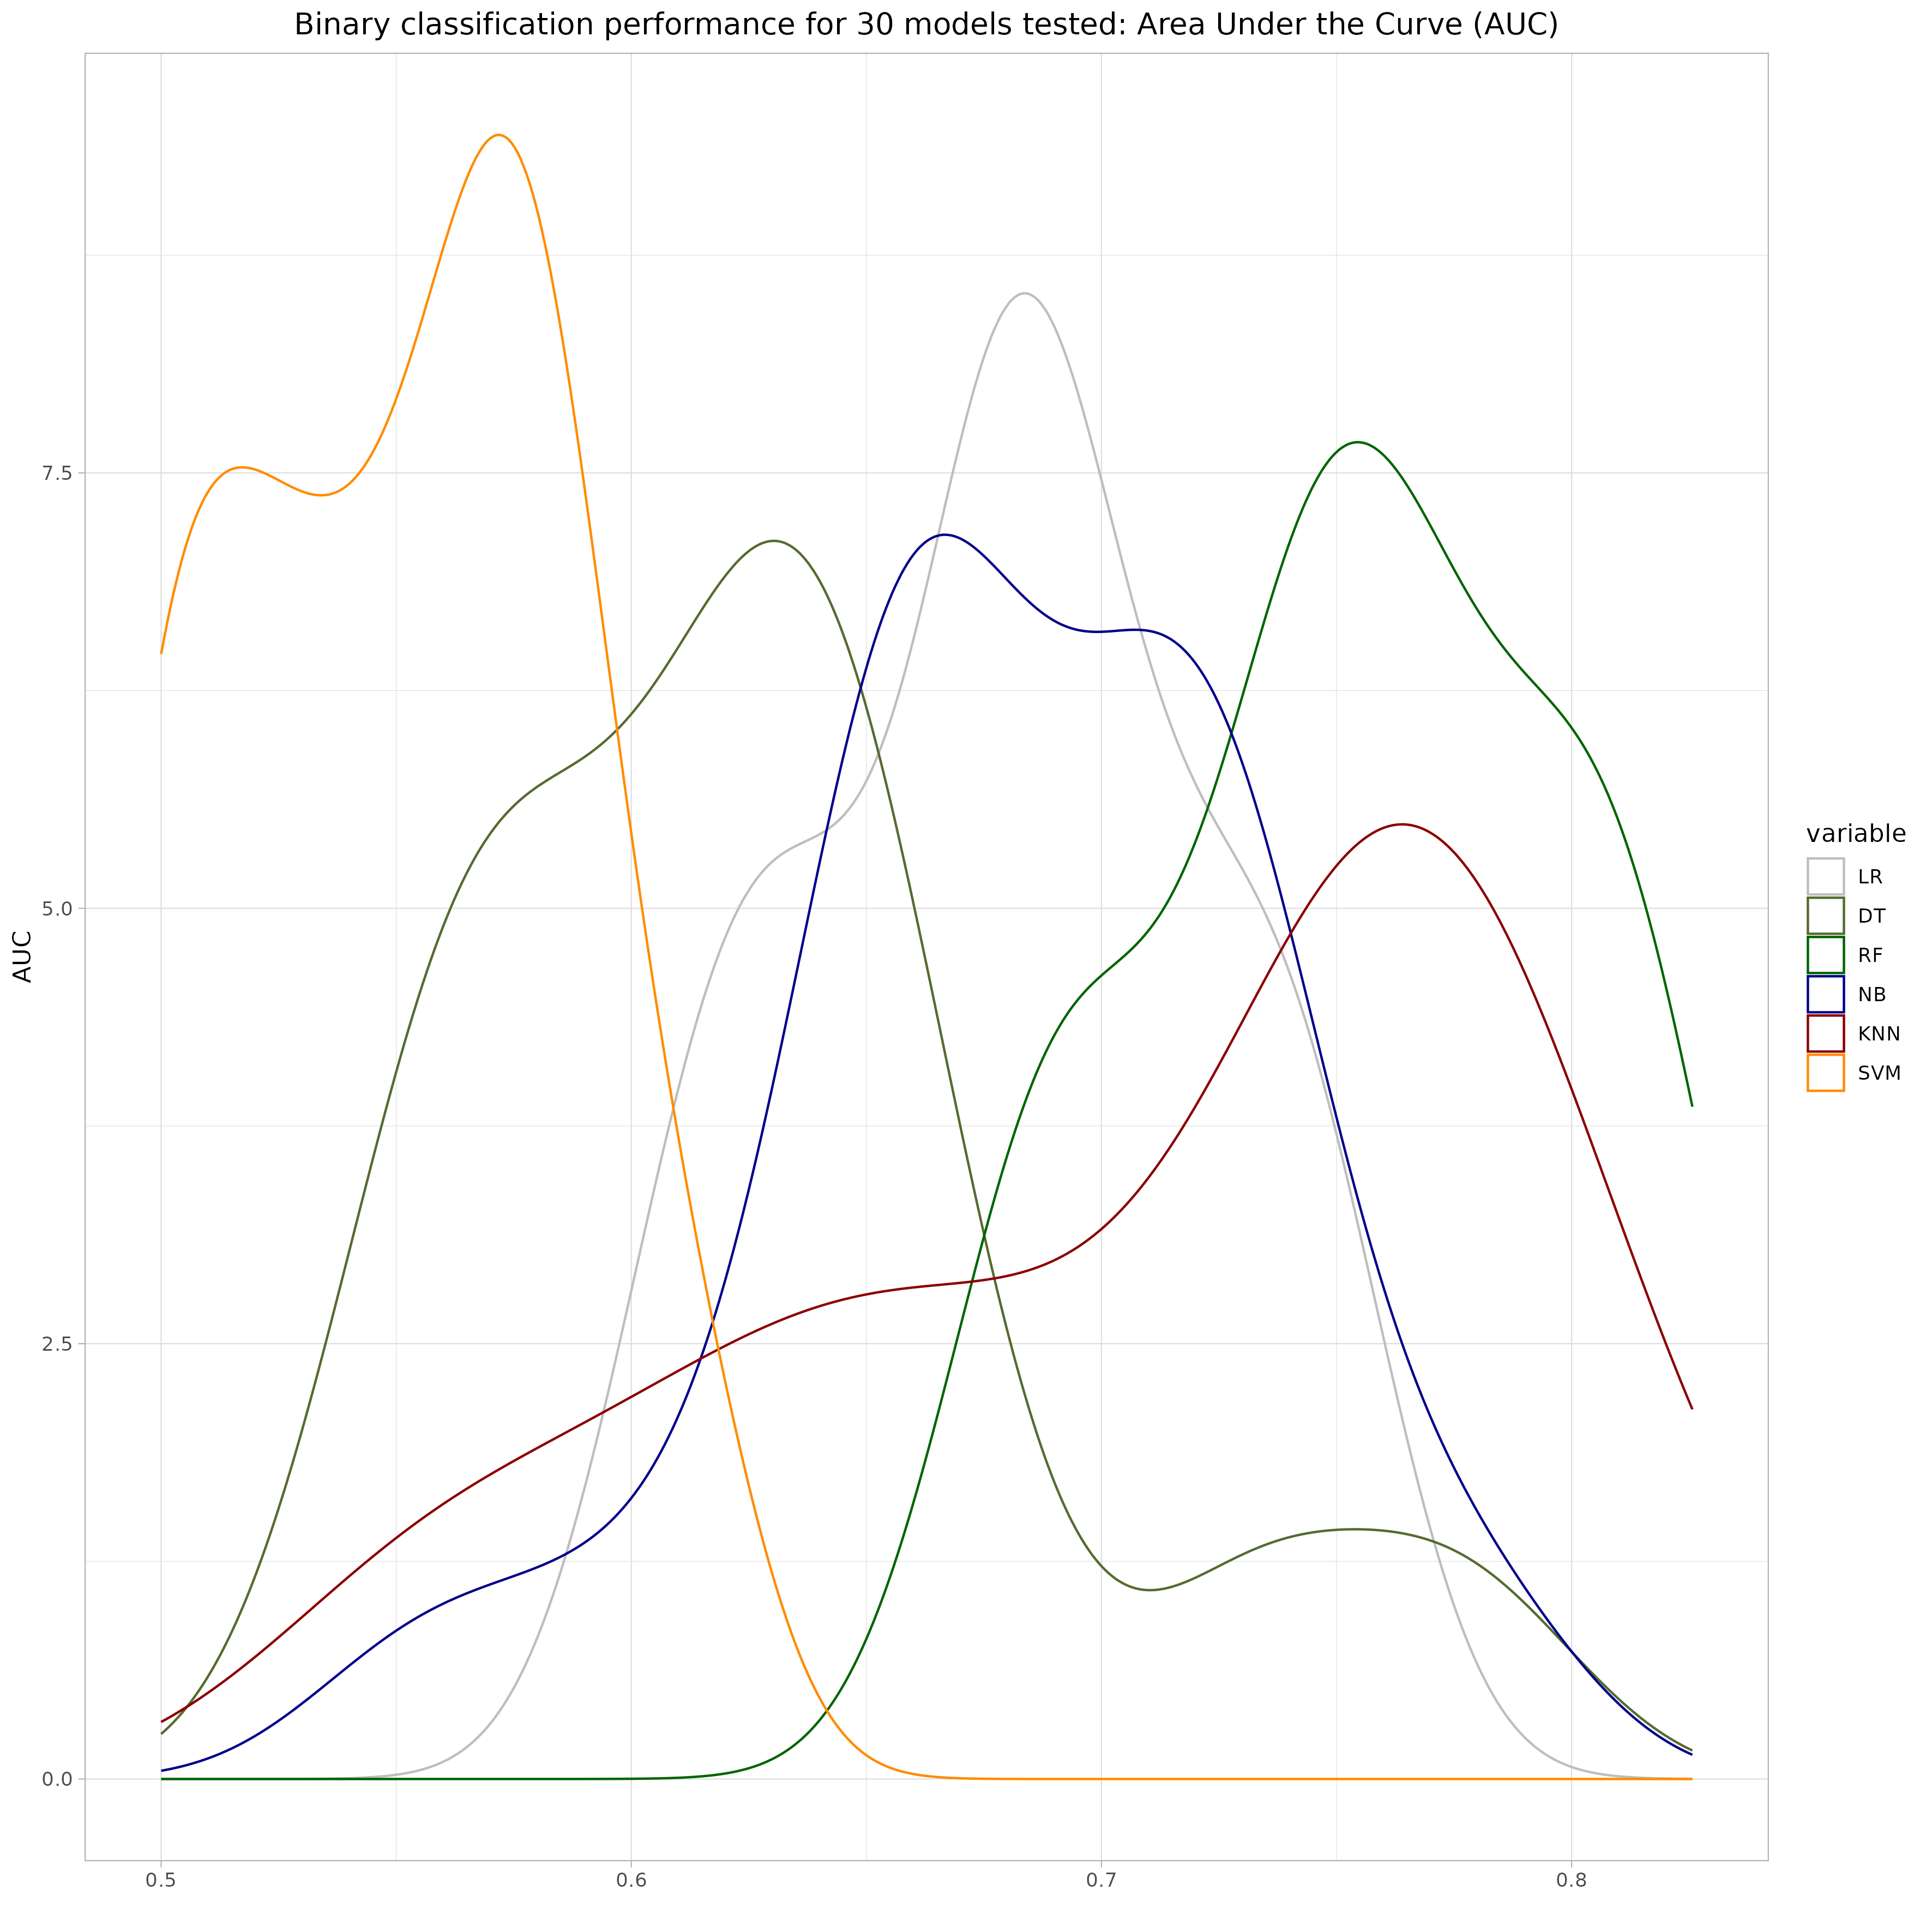 Binary classification performance for 30 models tested: Area Under the Curve (AUC)
7.5
5.0
2.5
0.0
AUC
0.5 0.6 0.7 0.8
variable
LR
DT
RF
NB
KNN
SVM